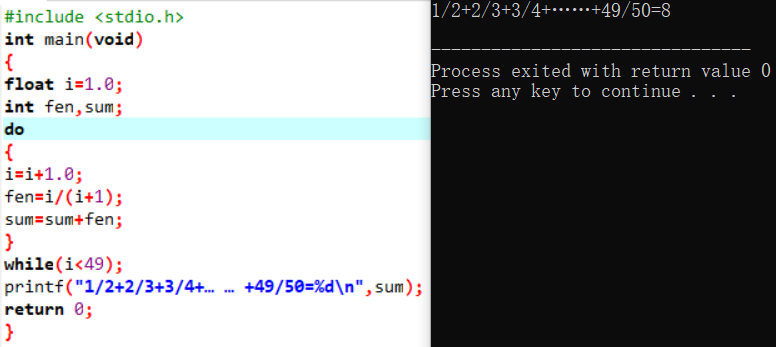 #include <stdio.h>
int main(void)
{
float i=1.0;
int fen,sum;
do
{
i=i+1.0;
fen=i/(i+1);
sum=sum+fen;
}
while(i<49);
printf("1/2+2/3+3/4+… … +49/50=%d\n",sum);
return 0;
}
1/2+2/3+3/4+……+49/50=8
--------------------------------
Process exited with return value 0
Press any key to continue . . .